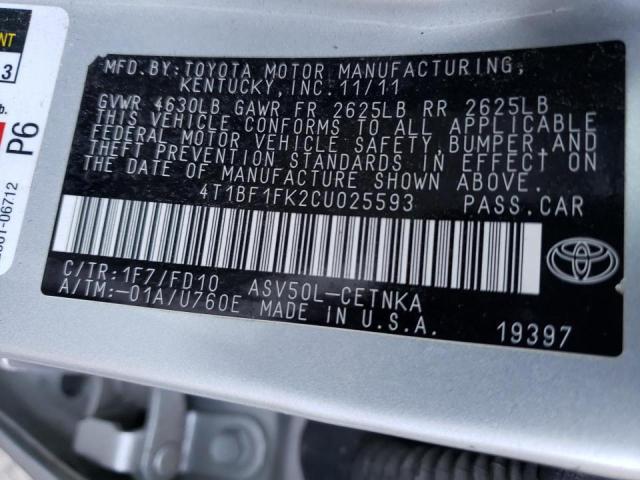 MFD.BY:TOYOTA MOTOR MANUFACTURING,
KENTUCKY, INC.11/11
GVWR 4630LB GAWR FR 2625LB RR 2625LB
THIS VEHICLE CONFORMS TO ALL APPLICABLE
FEDERAL MOTOR VEHICLE SAFETY,BUMPER,AND
THEFT PREVENTION STANDARDS IN EFFECT ON
THE DATE OF MANUFACTURE SHOWN ABOVE.
4T1BF1FK2CU025593 PASS.CAR
C/TR:1F7/FD10 ASV50L-CETNKA
A/TM:-01A/U760E MADE IN U.S.A.
19397
TOYOTA
3
P6